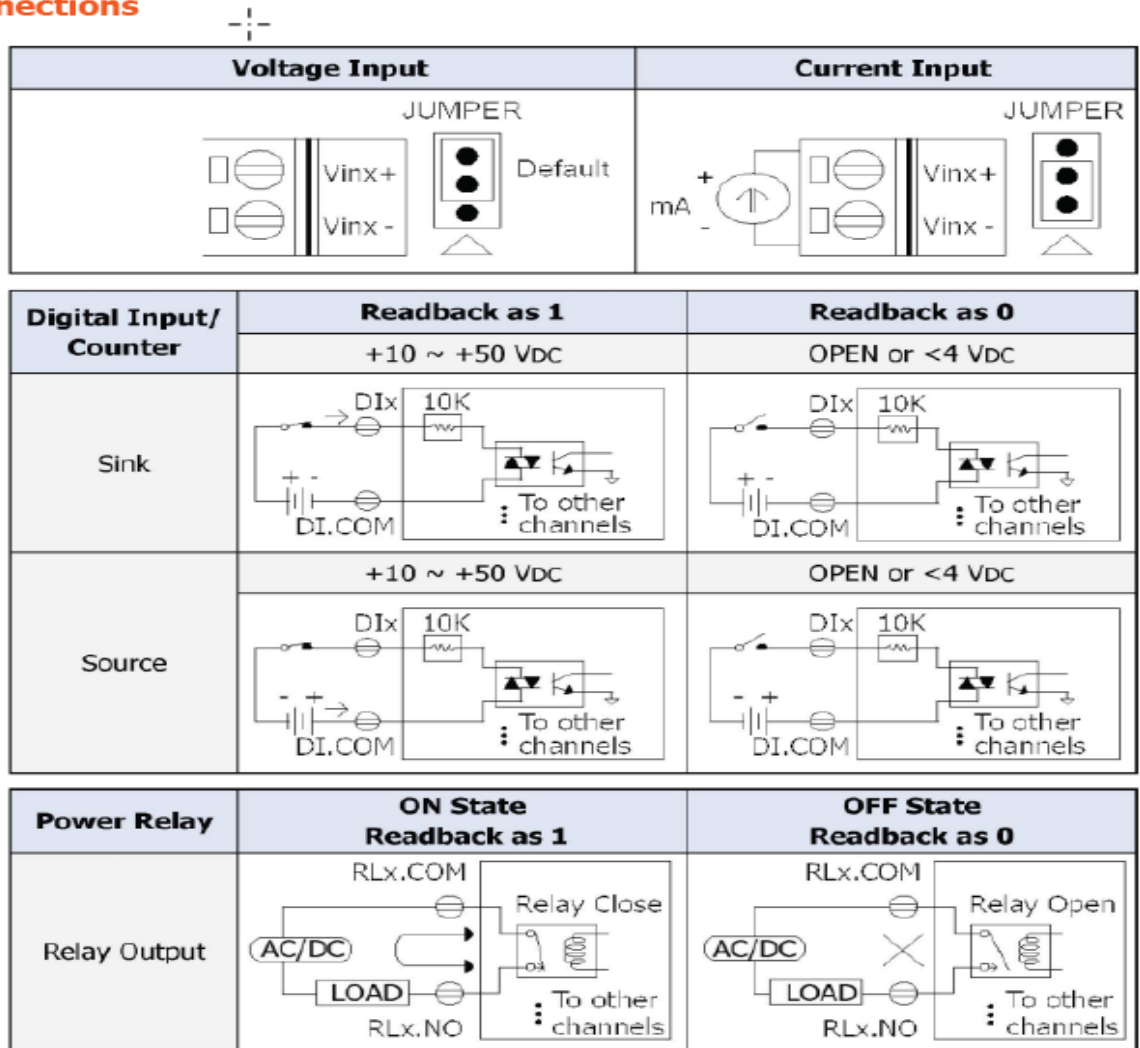 nections
Voltage Input
Current Input
JUMPER
Vinx+
Default
Vinx -
JUMPER
+
mA
-
Vinx+
Vinx -
Digital Input/
Counter
Readback as 1
Readback as 0
+10 ~ +50 VDC
OPEN or <4 VDC
Sink
DIx 10K
+ -
DI.COM
To other
channels
DIx 10K
+ -
DI.COM
To other
channels
+10 ~ +50 VDC
OPEN or <4 VDC
Source
DIx 10K
- +
DI.COM
To other
channels
DIx 10K
- +
DI.COM
To other
channels
Power Relay
ON State
Readback as 1
OFF State
Readback as 0
Relay Output
RLx.COM
Relay Close
AC/DC
LOAD
To other
RLx.NO
channels
RLx.COM
Relay Open
AC/DC
LOAD
To other
RLx.NO
channels